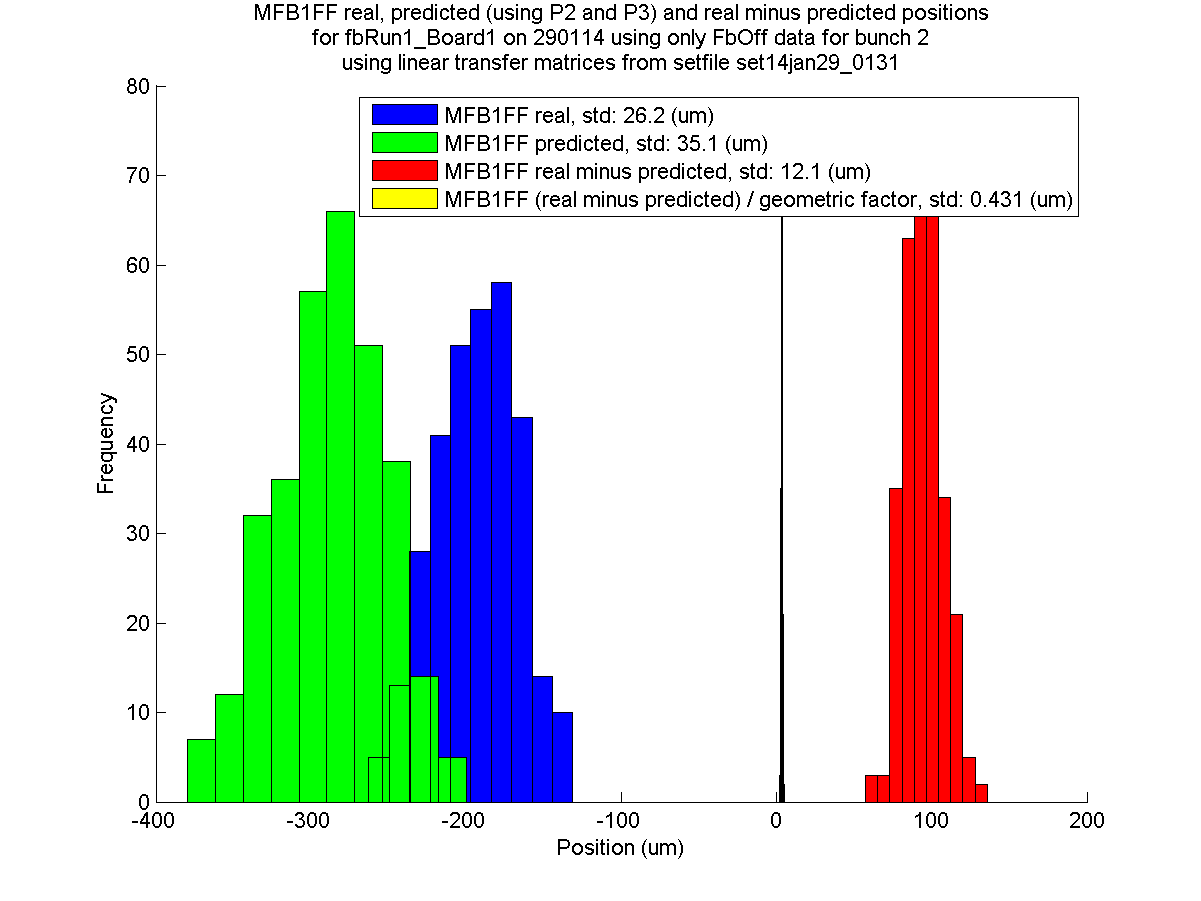 MFB1FF real, predicted (using P2 and P3) and real minus predicted positions
for fbRun1_Board1 on 290114 using only FbOff data for bunch 2
using linear transfer matrices from setfile set14jan29_0131
MFB1FF real, std: 26.2 (um)
MFB1FF predicted, std: 35.1 (um)
MFB1FF real minus predicted, std: 12.1 (um)
MFB1FF (real minus predicted) / geometric factor, std: 0.431 (um)
Frequency
80
70
60
50
40
30
20
10
0
-400 -300 -200 -100 0 100 200
Position (um)